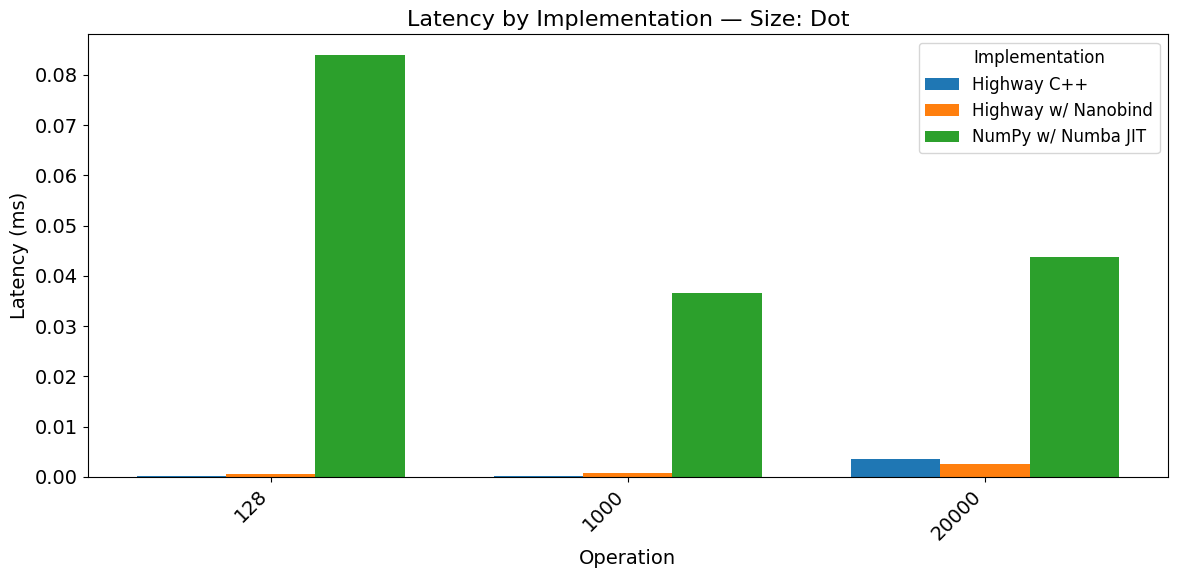 Latency by Implementation — Size: Dot
Latency (ms)
0.08
0.07
0.06
0.05
0.04
0.03
0.02
0.01
0.00
Implementation
Highway C++
Highway w/ Nanobind
NumPy w/ Numba JIT
128
1000
20000
Operation